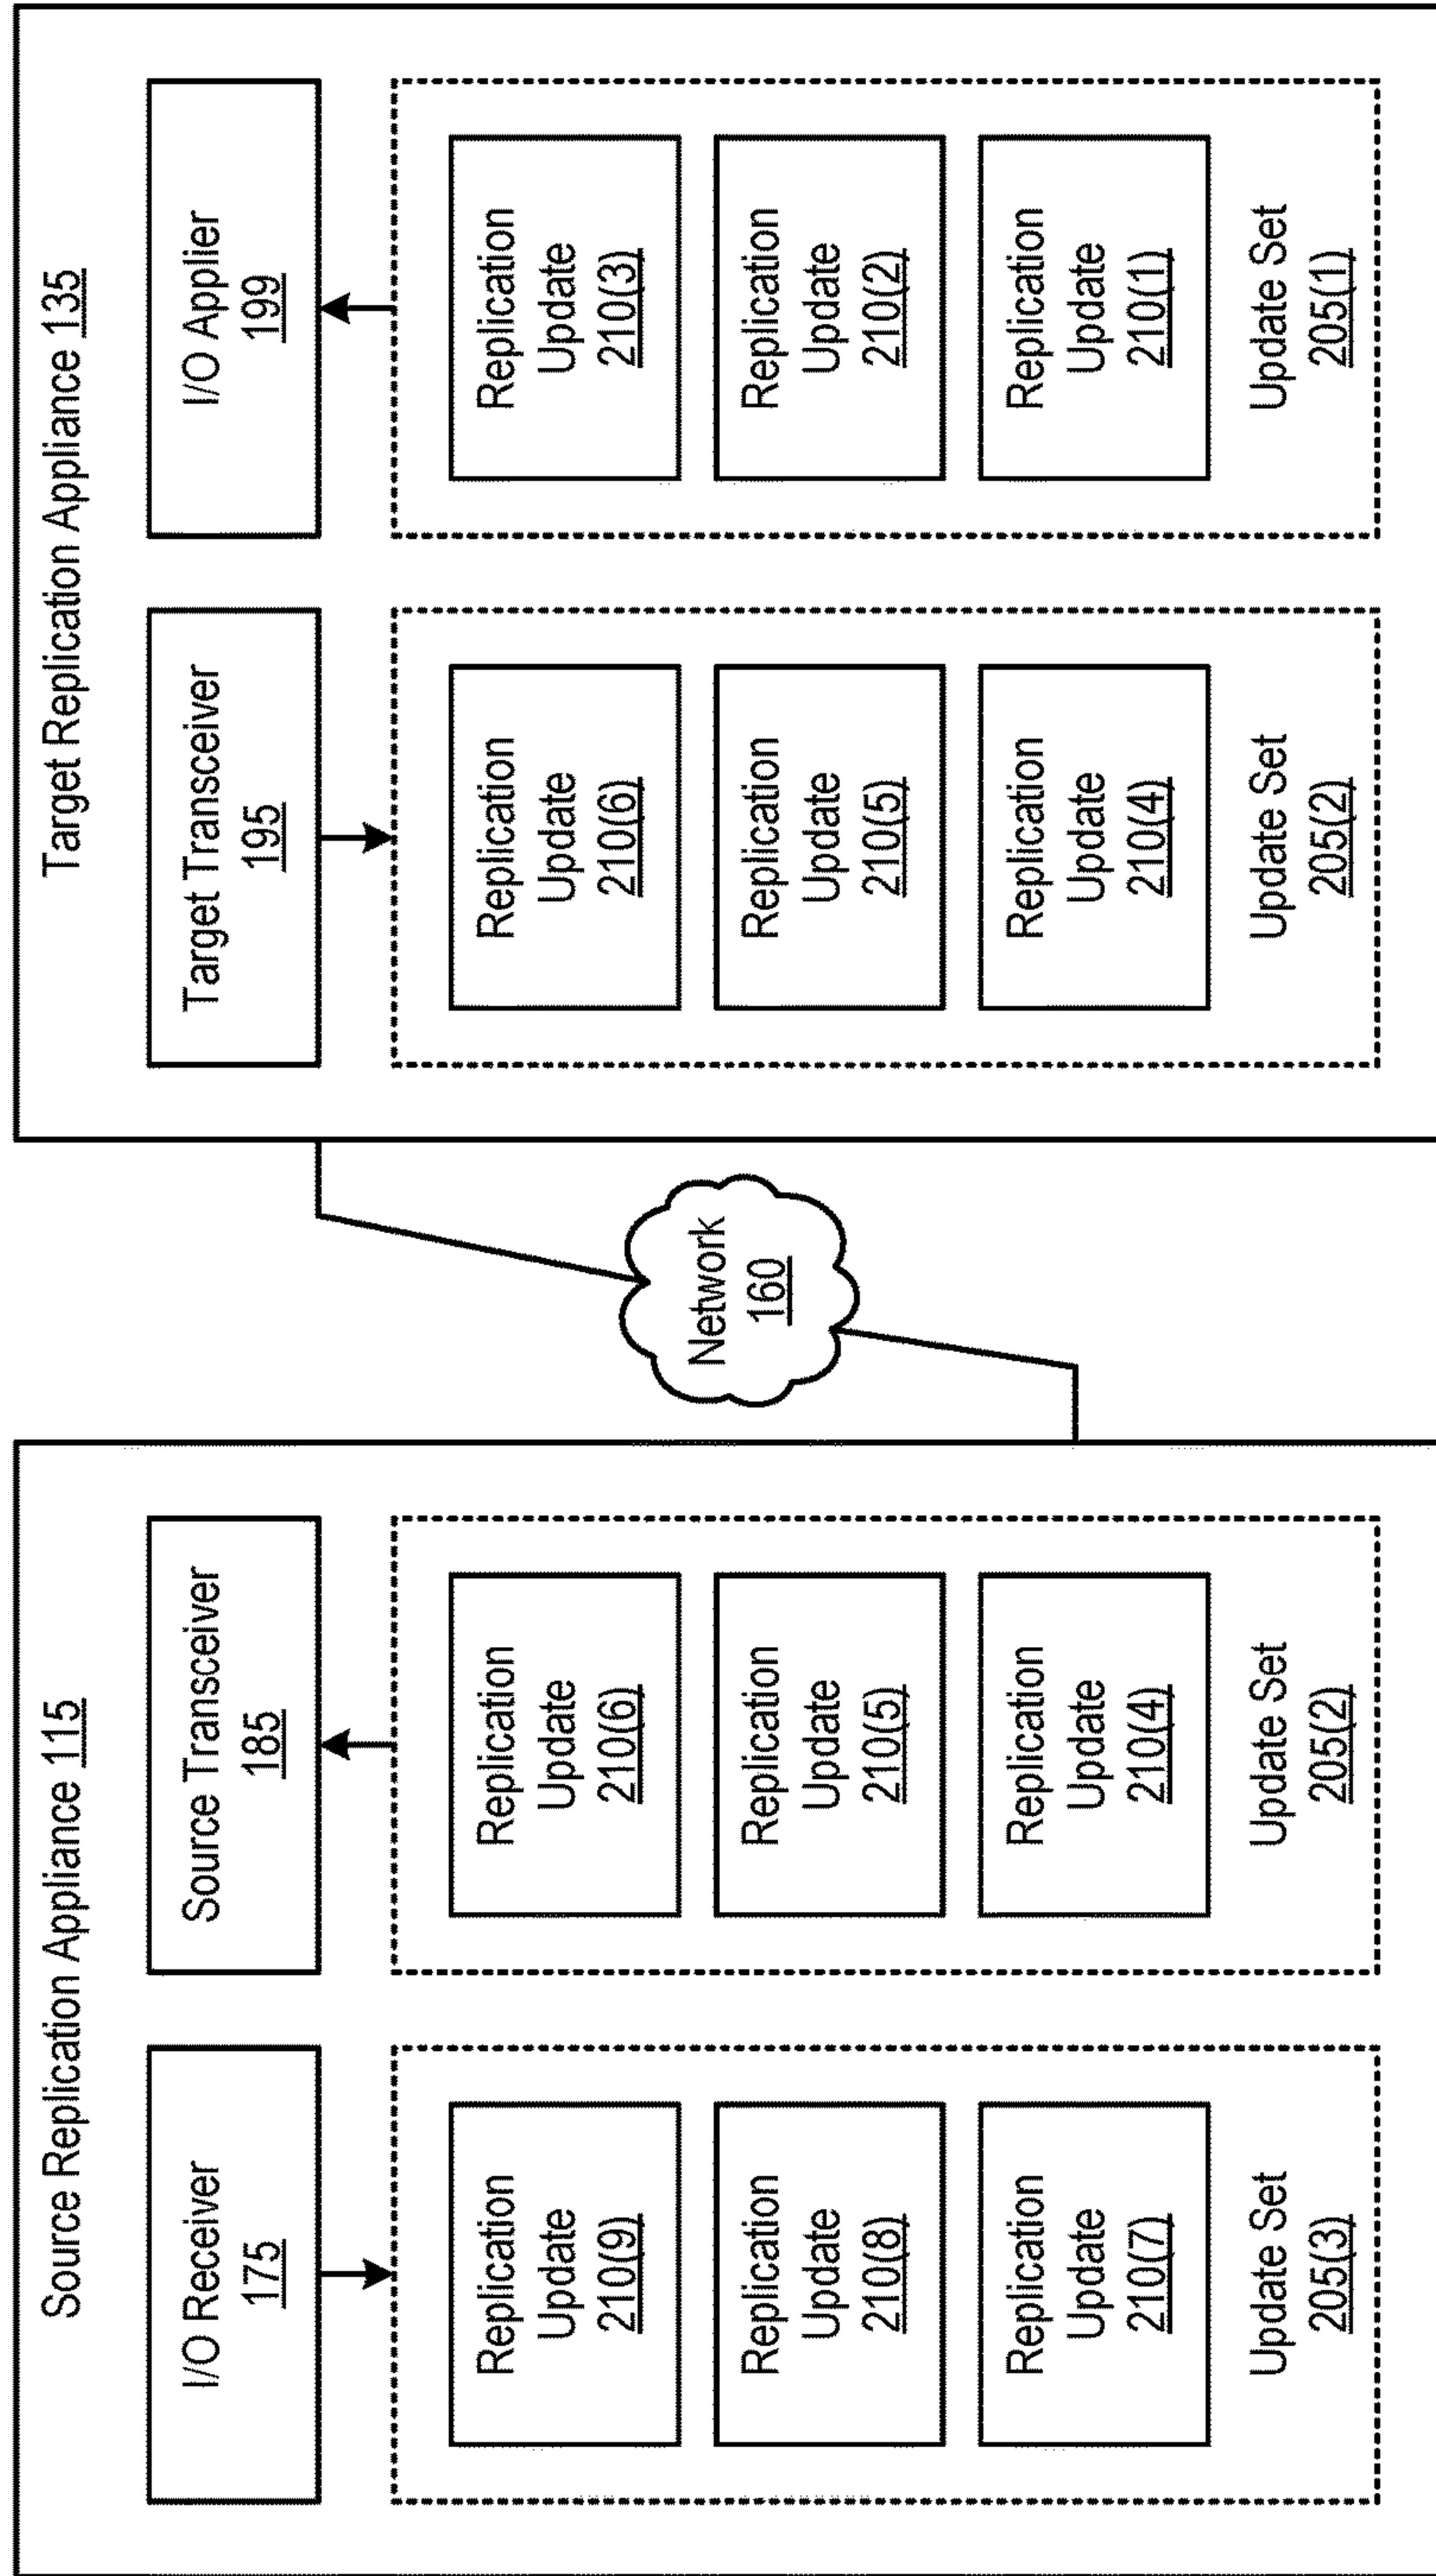 Source Replication Appliance 115
I/O Receiver
175
Replication
Update
210(9)
Replication
Update
210(8)
Replication
Update
210(7)
Update Set
205(3)
Source Transceiver
185
Replication
Update
210(6)
Replication
Update
210(5)
Replication
Update
210(4)
Update Set
205(2)
Network
160
Target Replication Appliance 135
Target Transceiver
195
Replication
Update
210(6)
Replication
Update
210(5)
Replication
Update
210(4)
Update Set
205(2)
I/O Applier
199
Replication
Update
210(3)
Replication
Update
210(2)
Replication
Update
210(1)
Update Set
205(1)